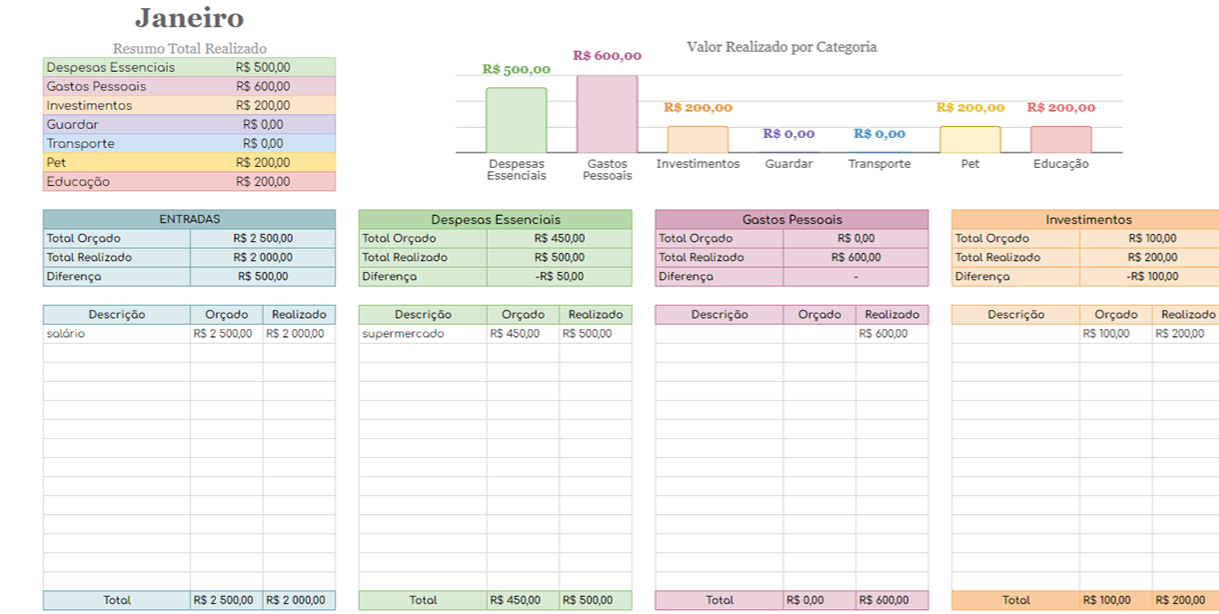 Janeiro
Resumo Total Realizado
Despesas Essenciais R$ 500,00
Gastos Pessoais R$ 600,00
Investimentos R$ 200,00
Guardar R$ 0,00
Transporte R$ 0,00
Pet R$ 200,00
Educação R$ 200,00
Valor Realizado por Categoria
R$ 500,00 R$ 600,00 R$ 200,00 R$ 0,00 R$ 0,00 R$ 200,00 R$ 200,00
Despesas Gastos Investimentos Guardar Transporte Pet Educação
Essenciais Pessoais
ENTRADAS Despesas Essenciais Gastos Pessoais Investimentos
Total Orçado R$ 2 500,00 Total Orçado R$ 450,00 Total Orçado R$ 0,00 Total Orçado R$ 100,00
Total Realizado R$ 2 000,00 Total Realizado R$ 500,00 Total Realizado R$ 600,00 Total Realizado R$ 200,00
Diferença R$ 500,00 Diferença -R$ 50,00 Diferença - Diferença -R$ 100,00
Descrição Orçado Realizado Descrição Orçado Realizado Descrição Orçado Realizado Descrição Orçado Realizado
salário R$ 2 500,00 R$ 2 000,00 supermercado R$ 450,00 R$ 500,00 R$ 600,00 R$ 100,00 R$ 200,00
Total R$ 2 500,00 R$ 2 000,00 Total R$ 450,00 R$ 500,00 Total R$ 0,00 R$ 600,00 Total R$ 100,00 R$ 200,00